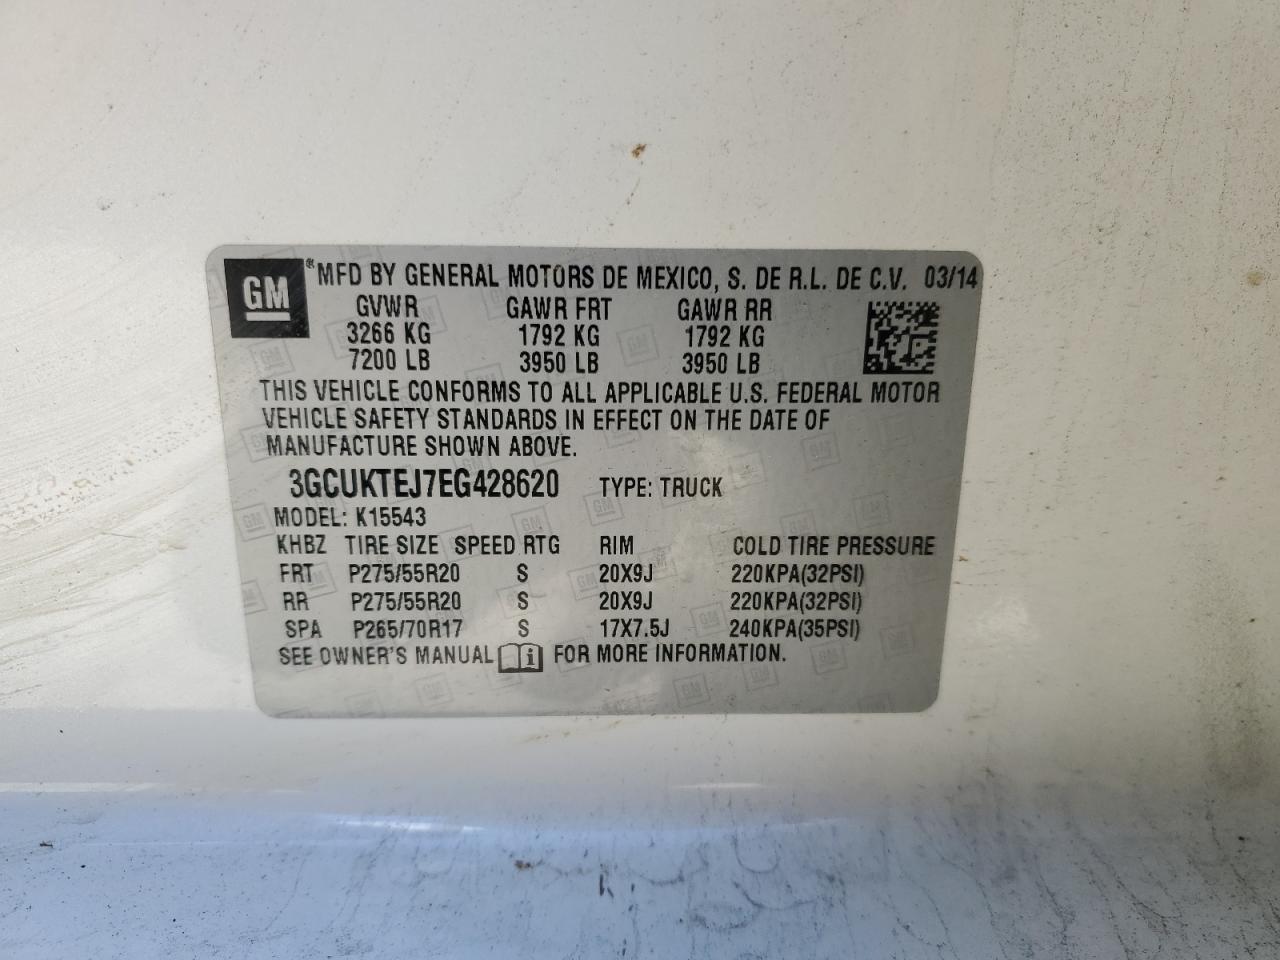 GM ® MFD BY GENERAL MOTORS DE MEXICO, S. DE R.L. DE C.V. 03/14
GVWR GAWR FRT GAWR RR
3266 KG 1792 KG 1792 KG
7200 LB 3950 LB 3950 LB
THIS VEHICLE CONFORMS TO ALL APPLICABLE U.S. FEDERAL MOTOR
VEHICLE SAFETY STANDARDS IN EFFECT ON THE DATE OF
MANUFACTURE SHOWN ABOVE.
3GCUKTEJ7EG428620 TYPE: TRUCK
MODEL: K15543
KHBZ TIRE SIZE SPEED RTG RIM COLD TIRE PRESSURE
FRT P275/55R20 S 20X9J 220KPA(32PSI)
RR P275/55R20 S 20X9J 220KPA(32PSI)
SPA P265/70R17 S 17X7.5J 240KPA(35PSI)
SEE OWNER'S MANUAL i FOR MORE INFORMATION.